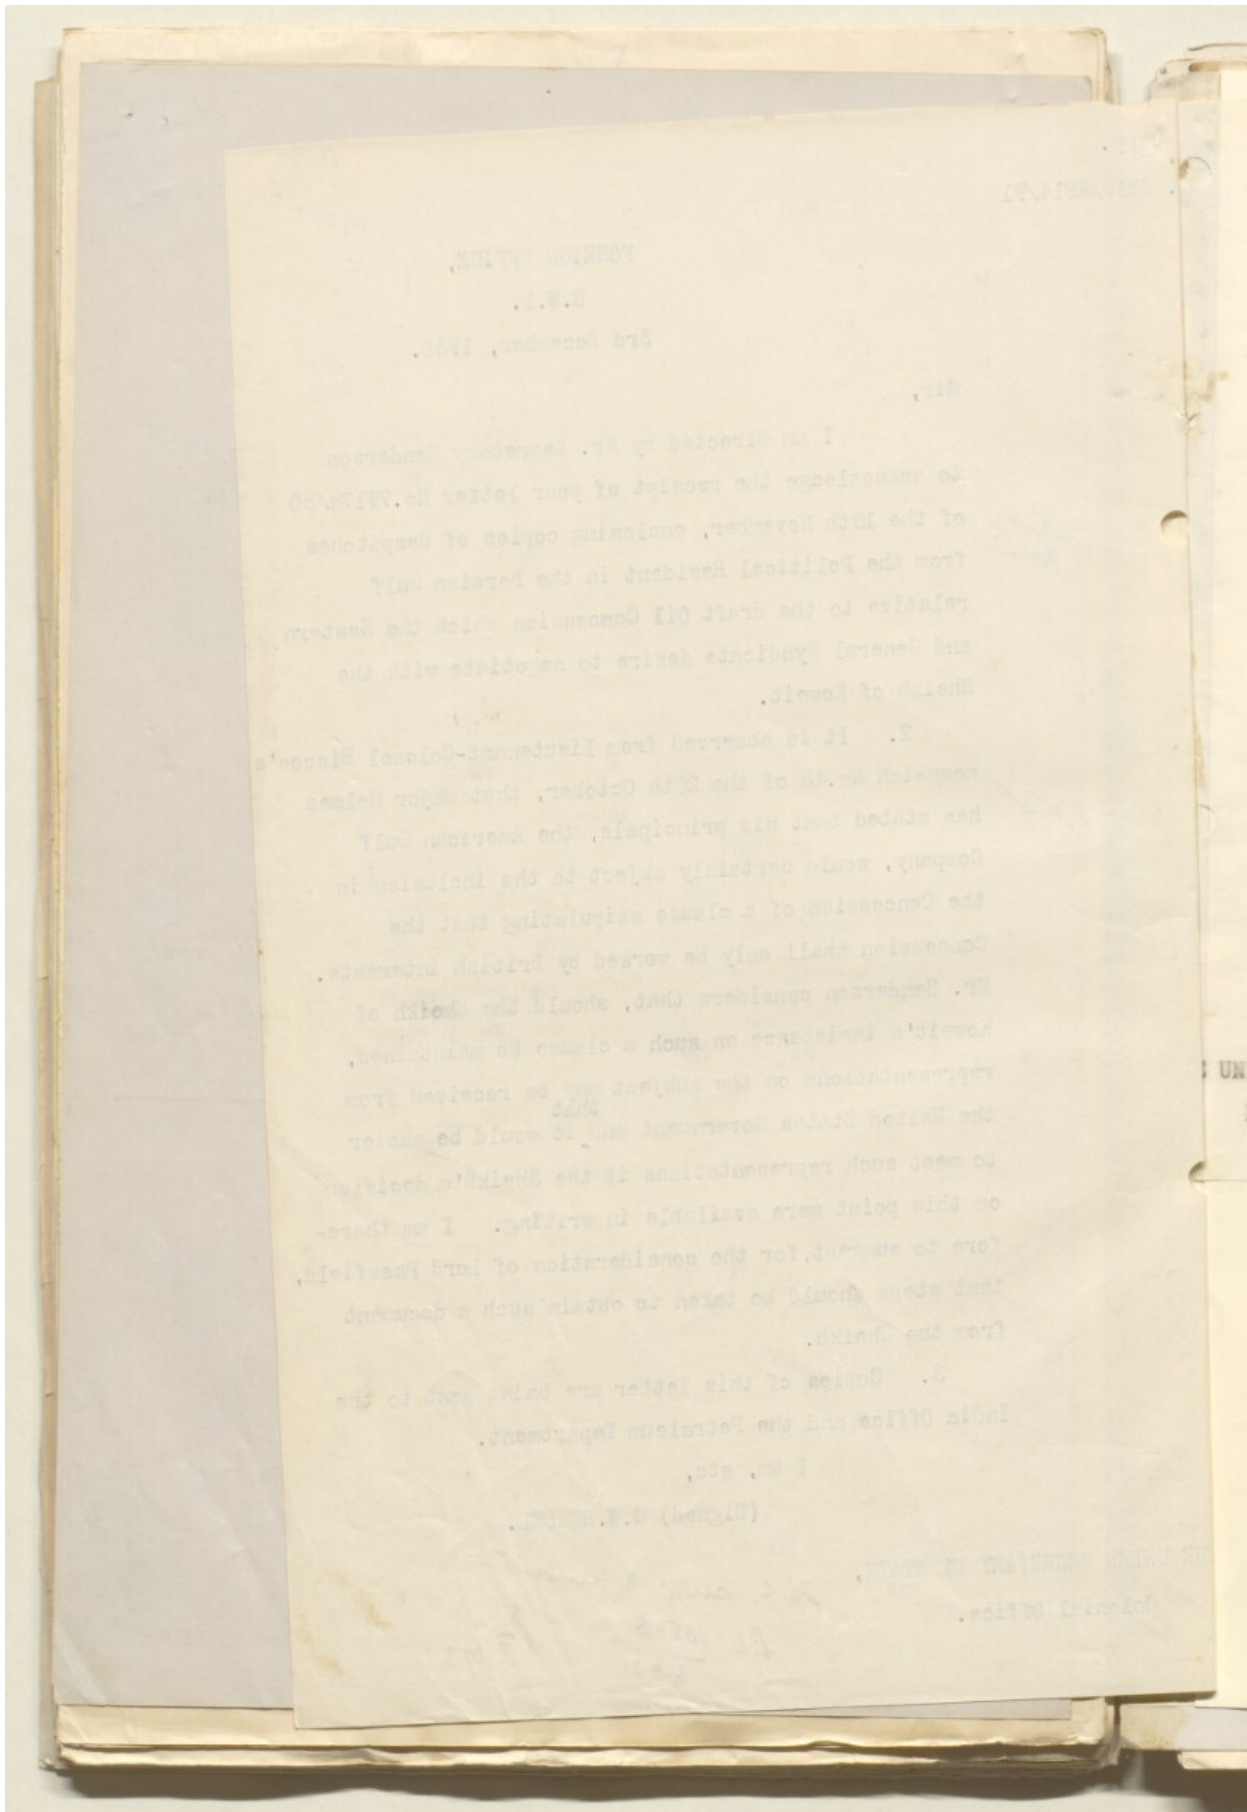 Copy.
FOREIGN OFFICE,
S.W.1.
3rd December, 1930.
Sir,
I am directed by Mr. Secretary Henderson
to acknowledge the receipt of your letter No.79179/30
of the 18th November, enclosing copies of despatches
from the Political Resident in the Persian Gulf
relative to the draft Oil Concession which the Eastern
and General Syndicate desire to negotiate with the
Sheikh of Koweit.
2. It is observed from Lieutenant-Colonel Biscoe's
despatch No. of the October, that Major Holmes
has stated that his principals, the American Gulf
Company, would certainly object to the inclusion in
the Concession of a clause stipulating that the
Concession shall only be worked by British interests.
Mr. Henderson considers that, should the Sheikh of
Koweit's insistence on such a clause be maintained,
representations on the subject may be received from
that
the United States Government and it would be easier
to meet such representations if the Sheikh's decision
on this point were available in writing. I am there-
fore to suggest, for the consideration of Lord Passfield,
that steps should be taken to obtain such a document
from the Sheikh.
3. Copies of this letter are being sent to the
India Office and the Petroleum Department.
I am, etc,
(Signed) G.W.RENDEL.
THE UNDER SECRETARY OF STATE,
Colonial Office.
E UN